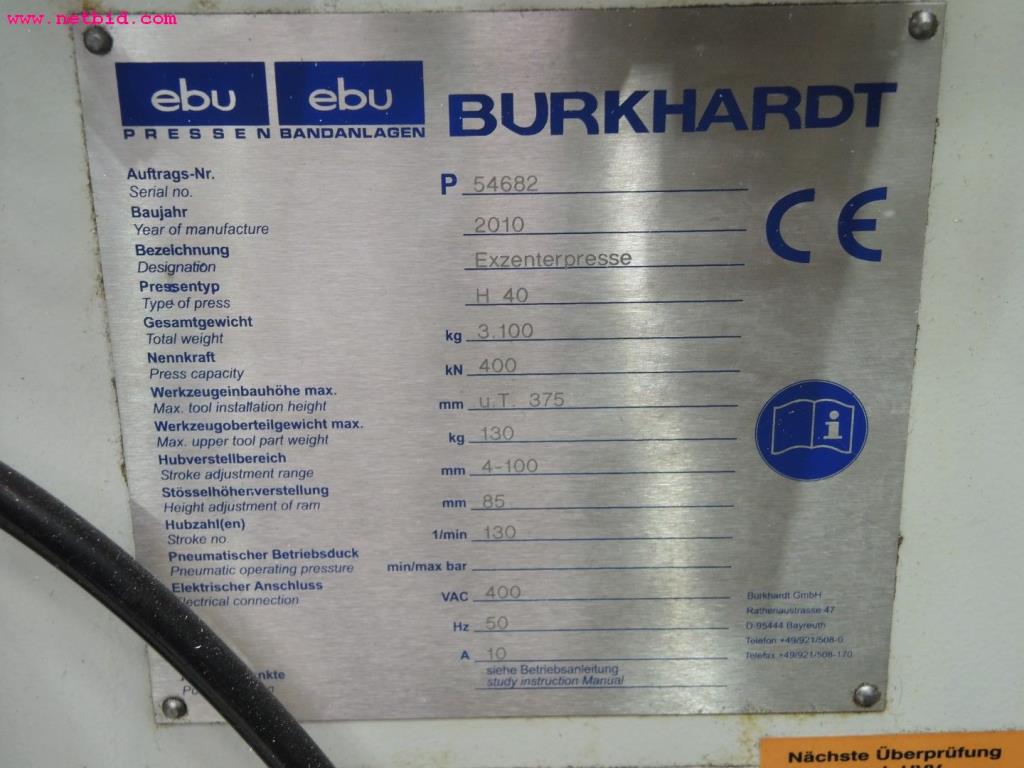 www.netbid.com
ebu ebu BURKHARDT
PRESSEN BANDANLAGEN
Auftrags-Nr.
Serial no. P 54682
Baujahr
Year of manufacture 2010
Bezeichnung
Designation Exzenterpresse
Pressentyp
Type of press H 40
Gesamtgewicht
Total weight kg 3.100
Nennkraft
Press capacity kN 400
Werkzeugeinbauhöhe max.
Max. tool installation height mm u.T. 375
Werkzeugoberteilgewicht max.
Max. upper tool part weight kg 130
Hubverstellbereich
Stroke adjustment range mm 4-100
Stösselhöhenverstellung
Height adjustment of ram mm 85
Hubzahl(en)
Stroke no. 1/min 130
Pneumatischer Betriebsduck
Pneumatic operating pressure min/max bar
Elektrischer Anschluss
Electrical connection VAC 400
Hz 50
A 10
siehe Betriebsanleitung
study instruction Manual
CE
i
Burkhardt GmbH
Rathenaustrasse 47
D-95444 Bayreuth
Telefon +49/921/508-0
Telefax +49/921/508-170
Nächste Überprüfung